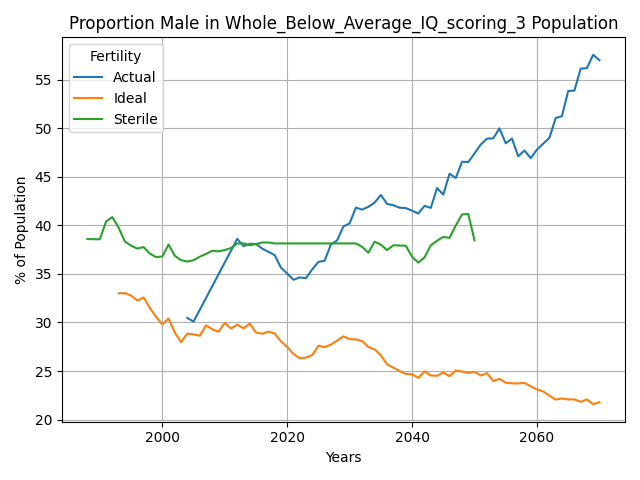 Proportion Male in Whole_Below_Average_IQ_scoring_3 Population
Fertility
Actual
Ideal
Sterile
% of Population
55
50
45
40
35
30
25
20
2000
2020
2040
2060
Years